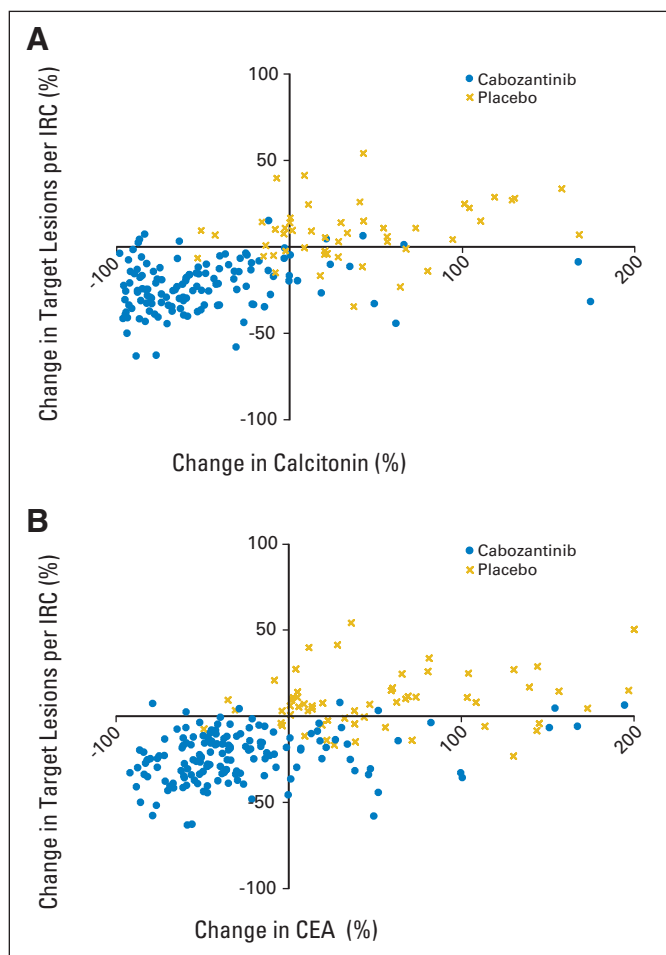 A
Change in Target Lesions per IRC (%)
100
50
-50
-100
-100
100
200
Cabozantinib
Placebo
Change in Calcitonin (%)
B
Change in Target Lesions per IRC (%)
100
50
-50
-100
-100
100
200
Cabozantinib
Placebo
Change in CEA (%)